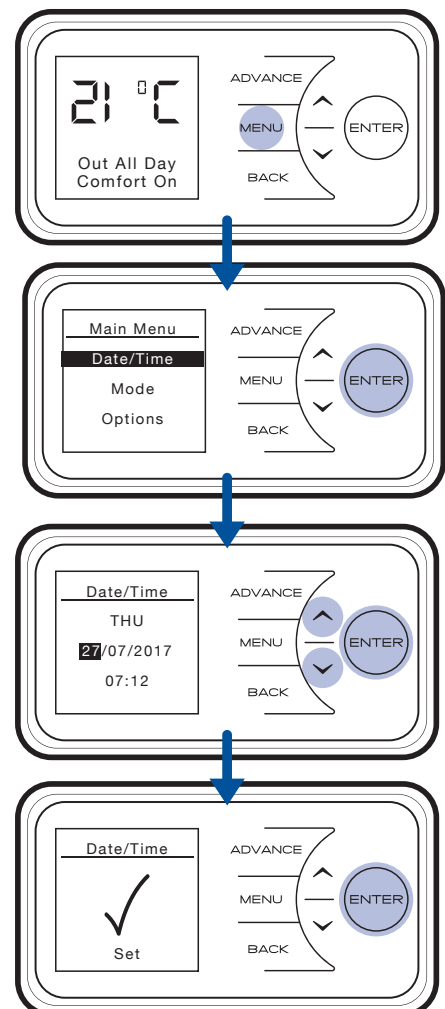 21 °C
Out All Day
Comfort On
ADVANCE
MENU
BACK
ENTER
Main Menu
Date/Time
Mode
Options
ADVANCE
MENU
BACK
ENTER
Date/Time
THU
27/07/2017
07:12
ADVANCE
MENU
BACK
ENTER
Date/Time
Set
ADVANCE
MENU
BACK
ENTER